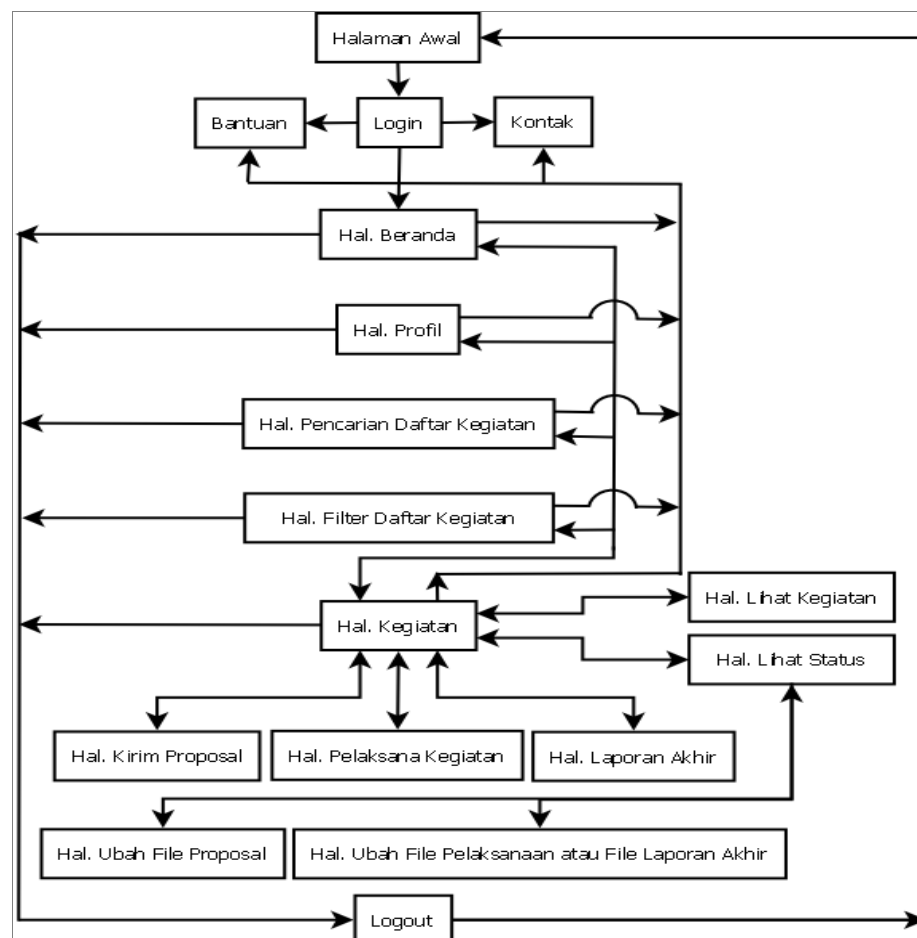 Halaman Awal
Bantuan
Login
Kontak
Hal. Beranda
Hal. Profil
Hal. Pencarian Daftar Kegiatan
Hal. Filter Daftar Kegiatan
Hal. Kegiatan
Hal. Lihat Kegiatan
Hal. Lihat Status
Hal. Kirim Proposal
Hal. Pelaksana Kegiatan
Hal. Laporan Akhir
Hal. Ubah File Proposal
Hal. Ubah File Pelaksanaan atau File Laporan Akhir
Logout